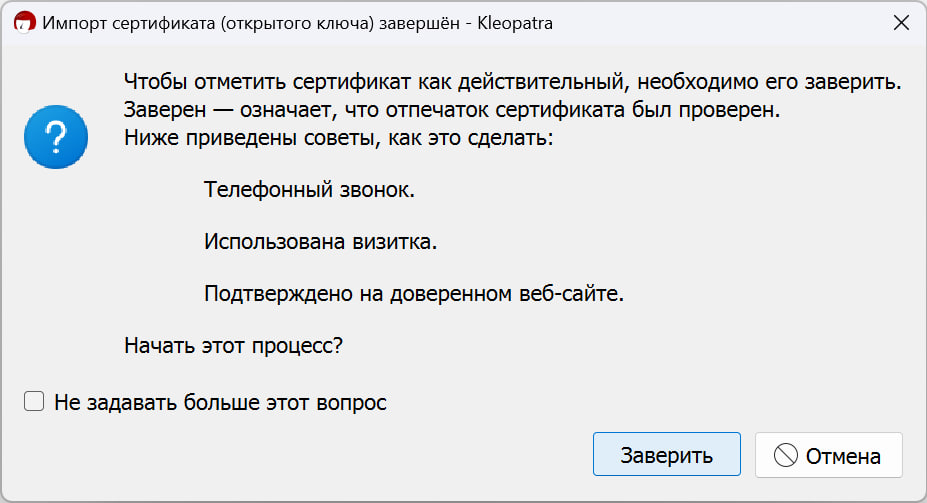 Импорт сертификата (открытого ключа) завершён - Kleopatra
Чтобы отметить сертификат как действительный, необходимо его заверить.
Заверен — означает, что отпечаток сертификата был проверен.
Ниже приведены советы, как это сделать:
Телефонный звонок.
Использована визитка.
Подтверждено на доверенном веб-сайте.
Начать этот процесс?
Не задавать больше этот вопрос
Заверить
Отмена